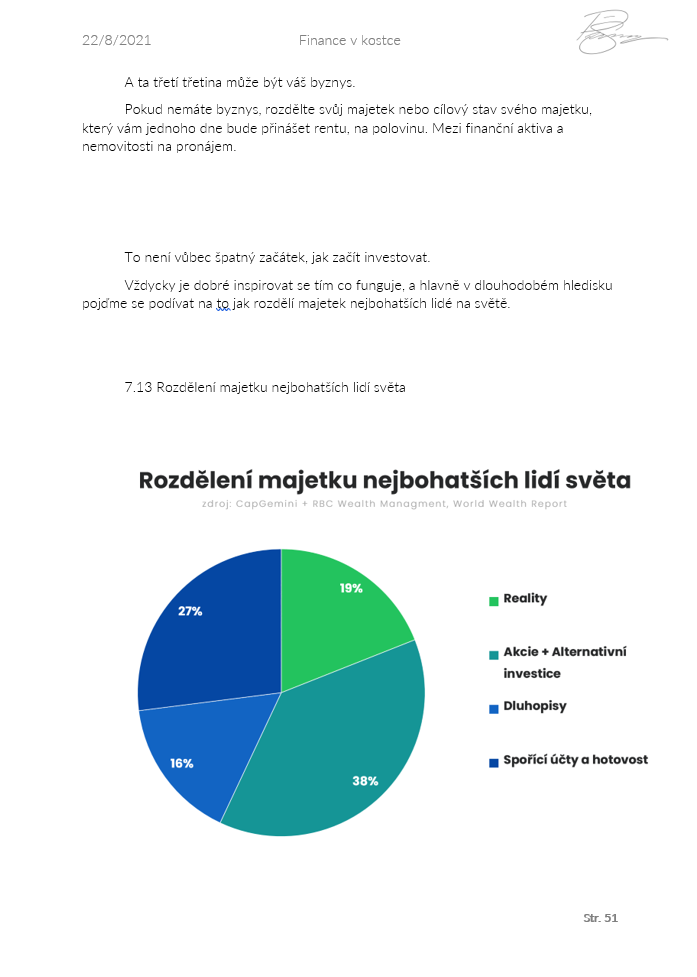 22/8/2021 Finance v kostce
A ta třetí třetina může být váš byznys.
Pokud nemáte byznys, rozdělte svůj majetek nebo cílový stav svého majetku,
který vám jednoho dne bude přinášet rentu, na polovinu. Mezi finanční aktiva a
nemovitosti na pronájem.
To není vůbec špatný začátek, jak začít investovat.
Vždycky je dobré inspirovat se tím co funguje, a hlavně v dlouhodobém hledisku
pojďme se podívat na to jak rozdělí majetek nejbohatších lidé na světě.
7.13 Rozdělení majetku nejbohatších lidí světa
Rozdělení majetku nejbohatších lidí světa
zdroj: CapGemini + RBC Wealth Managment, World Wealth Report
19%
27%
16%
38%
Reality
Akcie + Alternativní
investice
Dluhopisy
Spořící účty a hotovost
Str. 51